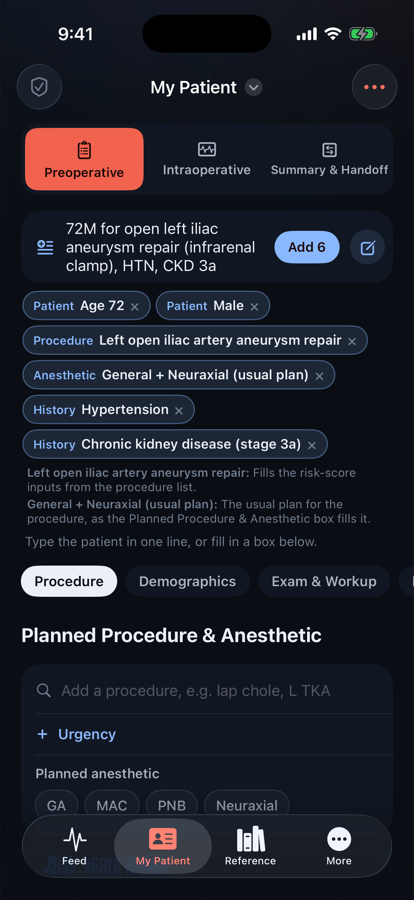 9:41
My Patient
Preoperative
Intraoperative
Summary & Handoff
72M for open left iliac
aneurysm repair (infrarenal
clamp), HTN, CKD 3a
Add 6
Patient Age 72 ×
Patient Male ×
Procedure Left open iliac artery aneurysm repair ×
Anesthetic General + Neuraxial (usual plan) ×
History Hypertension ×
History Chronic kidney disease (stage 3a) ×
Left open iliac artery aneurysm repair: Fills the risk-score
inputs from the procedure list.
General + Neuraxial (usual plan): The usual plan for the
procedure, as the Planned Procedure & Anesthetic box fills it.
Type the patient in one line, or fill in a box below.
Procedure
Demographics
Exam & Workup
Planned Procedure & Anesthetic
Add a procedure, e.g. lap chole, L TKA
+ Urgency
Planned anesthetic
GA
MAC
PNB
Neuraxial
Feed
My Patient
Reference
More